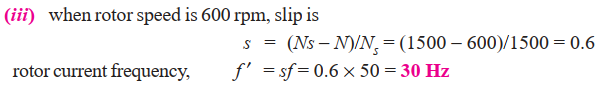 (iii) when rotor speed is 600 rpm, slip is
s = (Ns – N)/Ns = (1500 – 600)/1500 = 0.6
rotor current frequency, f′ = sf = 0.6 × 50 = 30 Hz